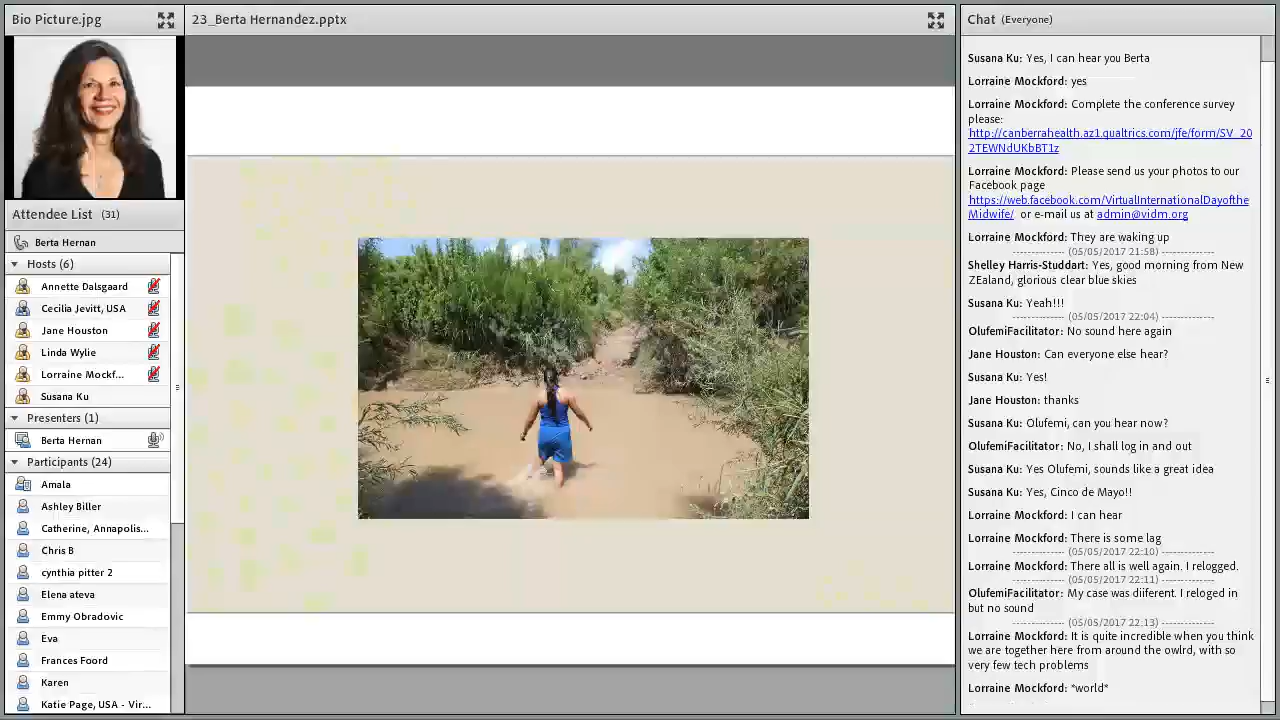 Bio Picture.jpg
Attendee List (31)
Berta Hernan
Hosts (6)
Annette Dalsgaard
Cecilia Jevitt, USA
Jane Houston
Linda Wylie
Lorraine Mockf...
Susana Ku
Presenters (1)
Berta Hernan
Participants (24)
Amala
Ashley Biller
Catherine, Annapolis...
Chris B
cynthia pitter 2
Elena ateva
Emmy Obradovic
Eva
Frances Foord
Karen
Katie Page, USA - Vir...
23_Berta Hernandez.pptx
Chat (Everyone)
Susana Ku: Yes, I can hear you Berta
Lorraine Mockford: yes
Lorraine Mockford: Complete the conference survey
please:
http://canberrahealth.az1.qualtrics.com/jfe/form/SV_20
2TEWNdUKbBT1z
Lorraine Mockford: Please send us your photos to our
Facebook page
https://web.facebook.com/VirtualInternationalDayofthe
Midwife/ or e-mail us at admin@vidm.org
Lorraine Mockford: They are waking up
-------------- (05/05/2017 21:58) --------------
Shelley Harris-Studdart: Yes, good morning from New
ZEaland, glorious clear blue skies
Susana Ku: Yeah!!!
-------------- (05/05/2017 22:04) --------------
OlufemiFacilitator: No sound here again
Jane Houston: Can everyone else hear?
Susana Ku: Yes!
Jane Houston: thanks
Susana Ku: Olufemi, can you hear now?
OlufemiFacilitator: No, I shall log in and out
Susana Ku: Yes Olufemi, sounds like a great idea
Susana Ku: Yes, Cinco de Mayo!!
Lorraine Mockford: I can hear
Lorraine Mockford: There is some lag
-------------- (05/05/2017 22:10) --------------
Lorraine Mockford: There all is well again. I relogged.
-------------- (05/05/2017 22:11) --------------
OlufemiFacilitator: My case was diifferent. I reloged in
but no sound
-------------- (05/05/2017 22:13) --------------
Lorraine Mockford: It is quite incredible when you think
we are together here from around the owlrd, with so
very few tech problems
Lorraine Mockford: *world*